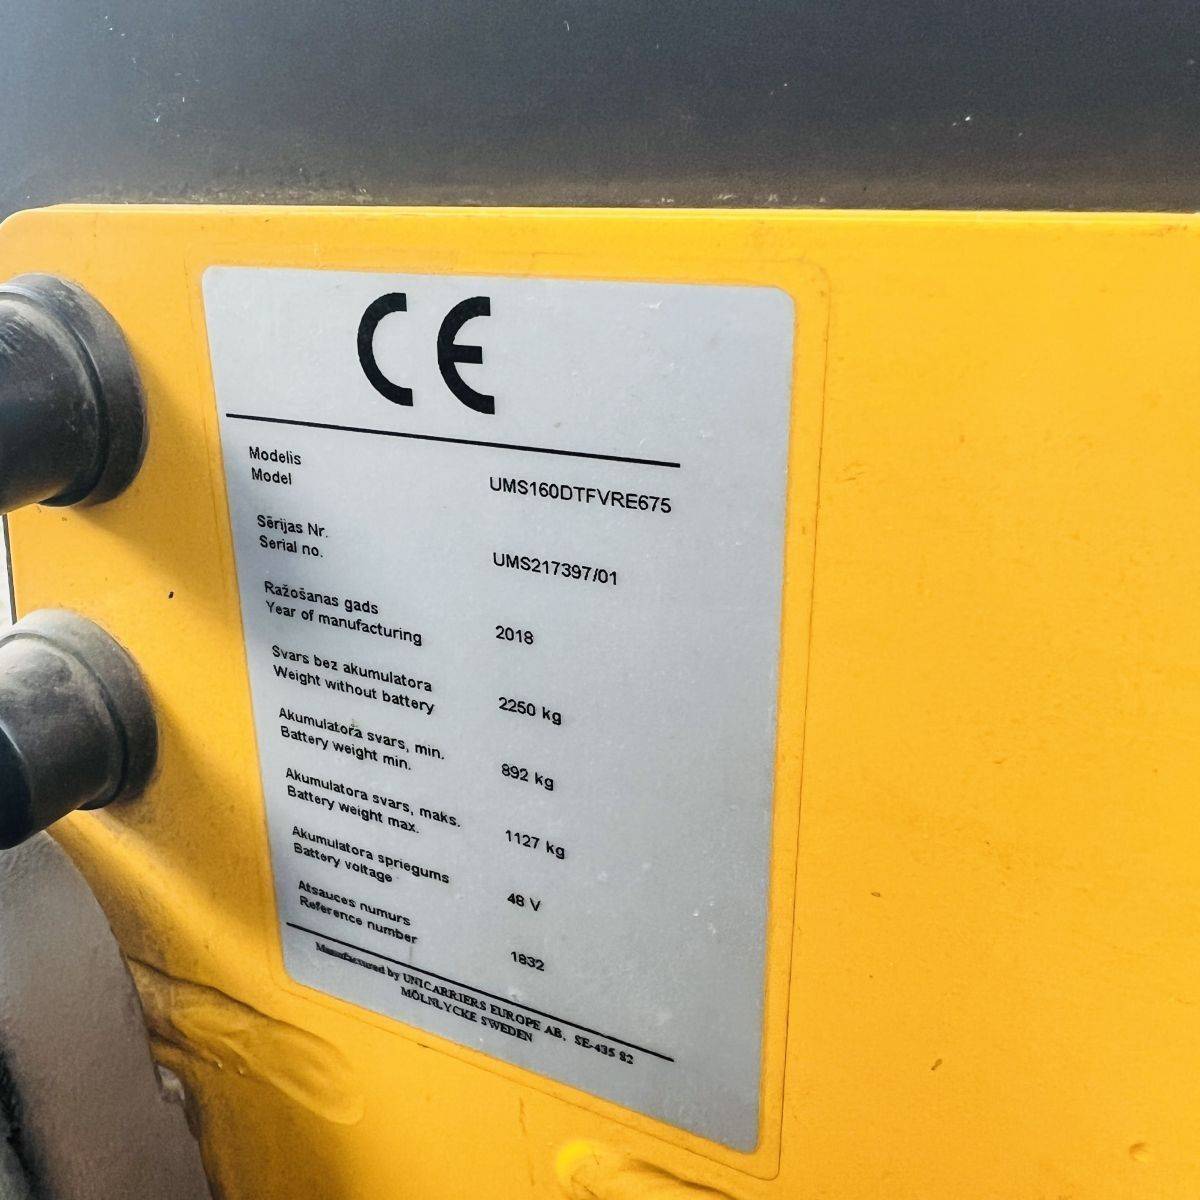 CE
Modelis
Model UMS160DTFVRE675
Sērijas Nr.
Serial no. UMS217397/01
Ražošanas gads
Year of manufacturing 2018
Svars bez akumulatora
Weight without battery 2250 kg
Akumulatora svars, min.
Battery weight min. 892 kg
Akumulatora svars, maks.
Battery weight max. 1127 kg
Akumulatora spriegums
Battery voltage 48 V
Atsauces numurs
Reference number 1832
Manufactured by UNICARRIERS EUROPE AB, SE-435 82
MÖLNLYCKE SWEDEN